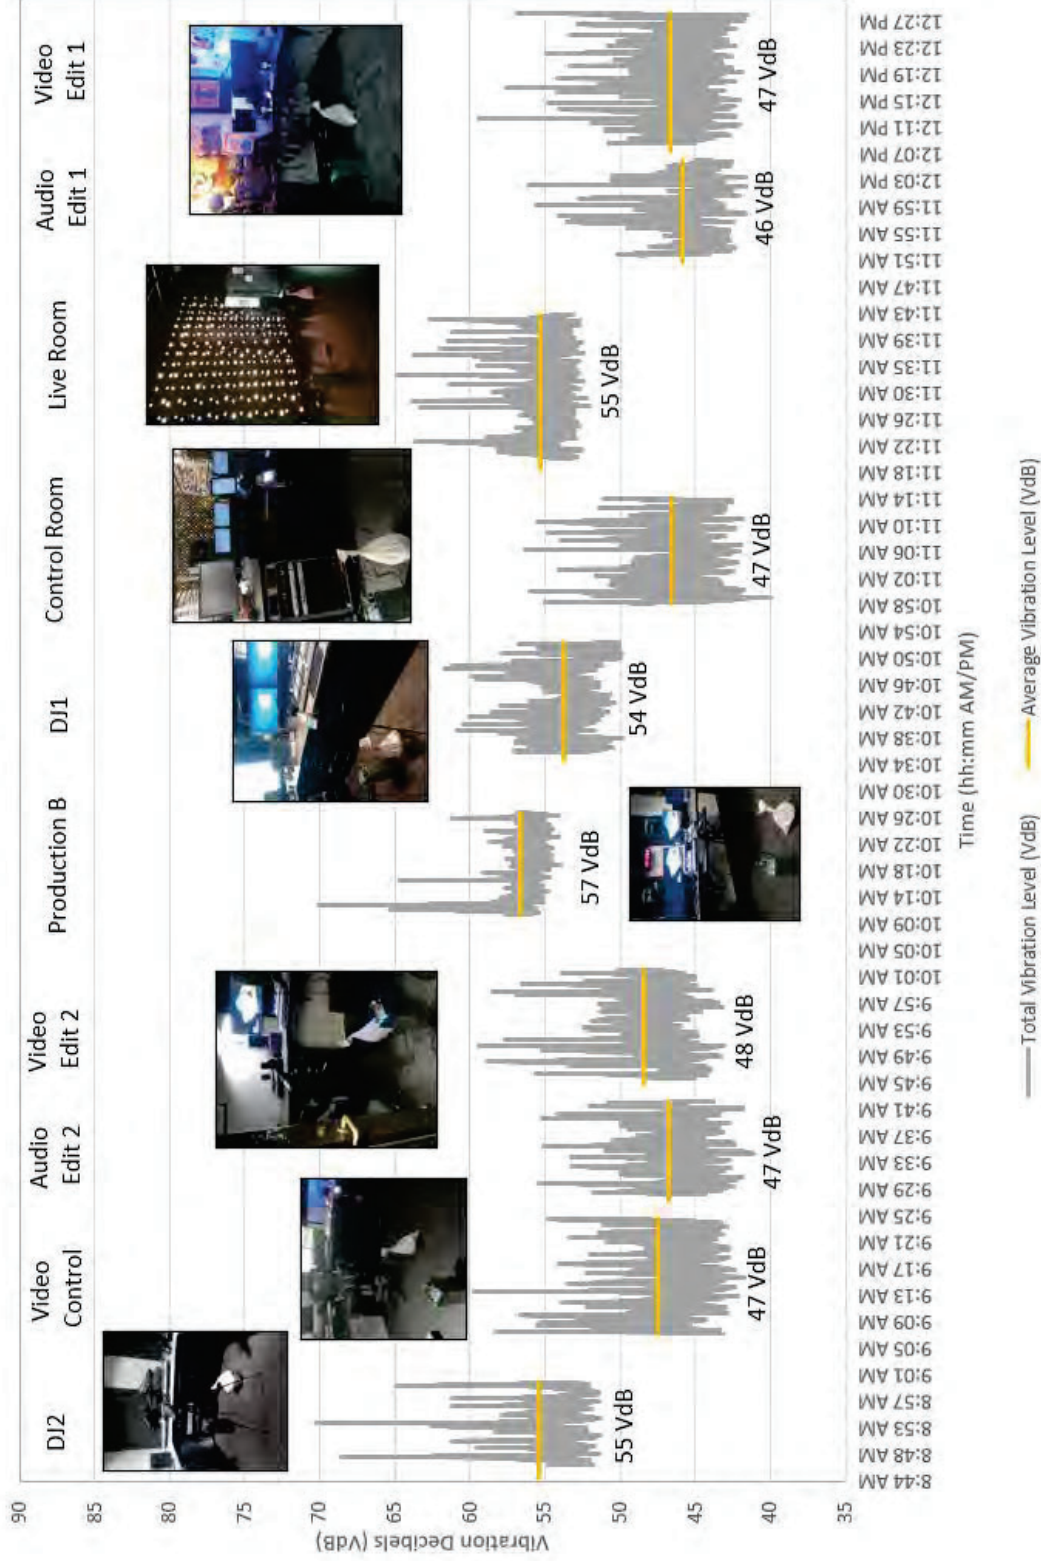 DJ2
Video
Control
Audio
Edit 2
Video
Edit 2
Production B
DJ1
Control Room
Live Room
Audio
Edit 1
Video
Edit 1
Vibration Decibels (VdB)
90
85
80
75
70
65
60
55
50
45
40
35
55 VdB
47 VdB
47 VdB
48 VdB
57 VdB
54 VdB
47 VdB
55 VdB
46 VdB
47 VdB
8:44 AM
8:48 AM
8:53 AM
8:57 AM
9:01 AM
9:05 AM
9:09 AM
9:13 AM
9:17 AM
9:21 AM
9:25 AM
9:29 AM
9:33 AM
9:37 AM
9:41 AM
9:45 AM
9:49 AM
9:53 AM
9:57 AM
10:01 AM
10:05 AM
10:09 AM
10:14 AM
10:18 AM
10:22 AM
10:26 AM
10:30 AM
10:34 AM
10:38 AM
10:42 AM
10:46 AM
10:50 AM
10:54 AM
10:58 AM
11:02 AM
11:06 AM
11:10 AM
11:14 AM
11:18 AM
11:22 AM
11:26 AM
11:30 AM
11:35 AM
11:39 AM
11:43 AM
11:47 AM
11:51 AM
11:55 AM
11:59 AM
12:03 PM
12:07 PM
12:11 PM
12:15 PM
12:19 PM
12:23 PM
12:27 PM
Time (hh:mm AM/PM)
Total Vibration Level (VdB)
Average Vibration Level (VdB)